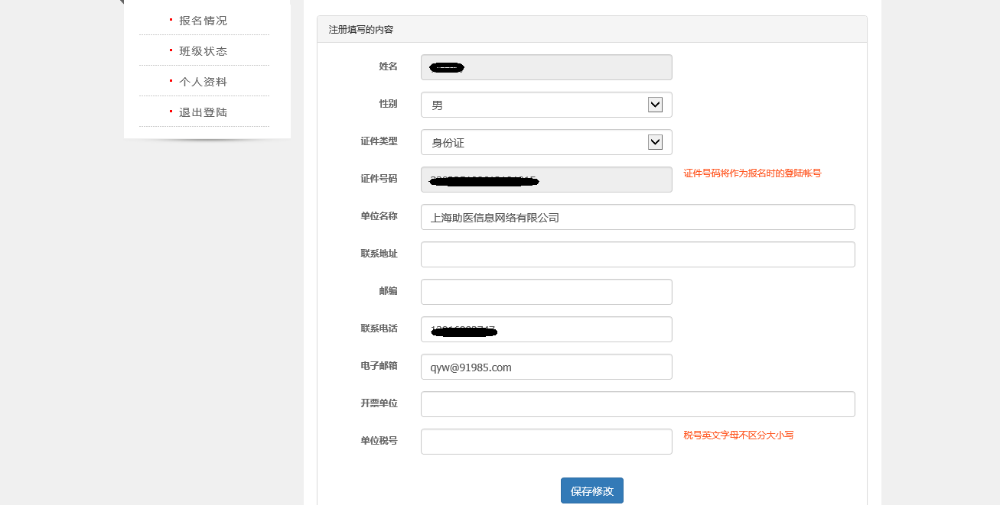 报名情况
班级状态
个人资料
退出登陆
注册填写的内容
姓名
性别 男
证件类型 身份证
证件号码 证件号码将作为报名时的登陆帐号
单位名称 上海助医信息网络有限公司
联系地址
邮编
联系电话
电子邮箱 qyw@91985.com
开票单位
单位税号 税号英文字母不区分大小写
保存修改